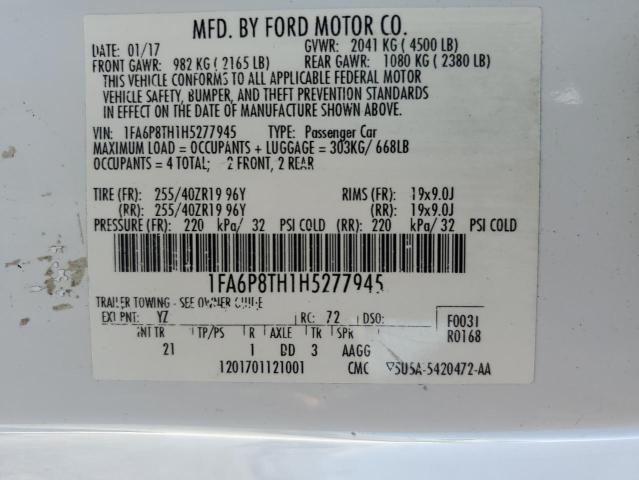 MFD. BY FORD MOTOR CO.
DATE: 01/17 GVWR: 2041 KG ( 4500 LB)
FRONT GAWR: 982 KG ( 2165 LB) REAR GAWR: 1080 KG ( 2380 LB)
THIS VEHICLE CONFORMS TO ALL APPLICABLE FEDERAL MOTOR
VEHICLE SAFETY, BUMPER, AND THEFT PREVENTION STANDARDS
IN EFFECT ON THE DATE OF MANUFACTURE SHOWN ABOVE.
VIN: 1FA6P8TH1H5277945 TYPE: Passenger Car
MAXIMUM LOAD = OCCUPANTS + LUGGAGE = 303KG/ 668LB
OCCUPANTS = 4 TOTAL; 2 FRONT, 2 REAR
TIRE (FR): 255/40ZR19 96Y RIMS (FR): 19x9.0J
(RR): 255/40ZR19 96Y (RR): 19x9.0J
PRESSURE (FR): 220 kPa/ 32 PSI COLD (RR): 220 kPa/ 32 PSI COLD
1FA6P8TH1H5277945
TRAILER TOWING - SEE OWNER GUIDE
EXT PNT: YZ RC: 72 DSO: F0031
R0168
INT TR TP/PS R AXLE TR SPR
21 1 DD 3 AAGG
1201701121001 CMC 5U5A-5420472-AA